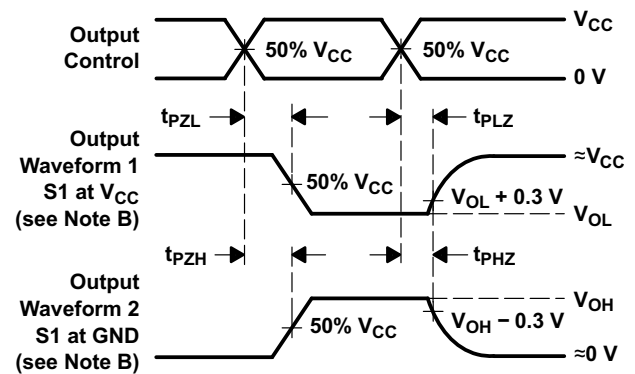 Output
Control
50% VCC
50% VCC
VCC
0 V
tPZL
tPLZ
Output
Waveform 1
S1 at VCC
(see Note B)
50% VCC
≈VCC
VOL + 0.3 V
VOL
tPZH
tPHZ
Output
Waveform 2
S1 at GND
(see Note B)
50% VCC
VOH
VOH − 0.3 V
≈0 V